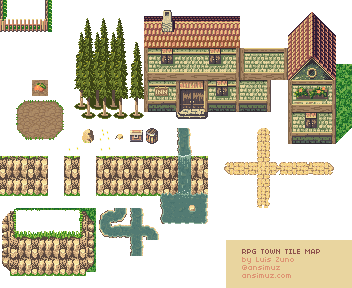 INN
RPG TOWN TILE MAP
by Luis Zuno
@ansimuz
ansimuz.com